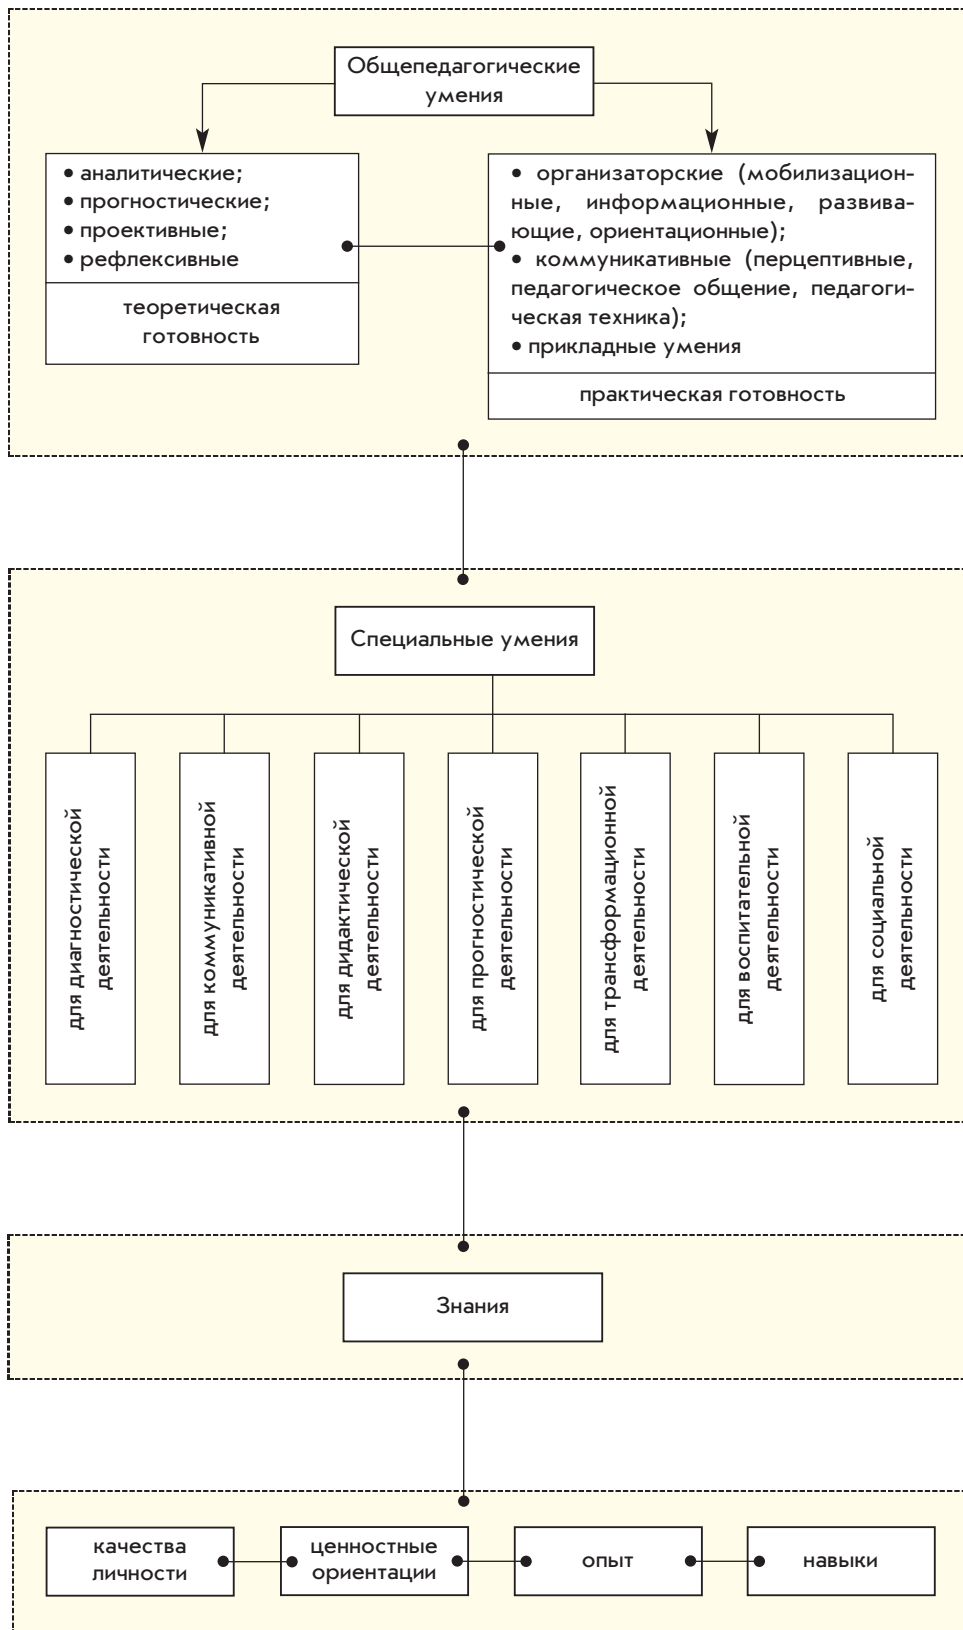 Общепедагогические
умения
• аналитические;
• прогностические;
• проективные;
• рефлексивные
теоретическая
готовность
• организаторские (мобилизацион-
ные, информационные, развива-
ющие, ориентационные);
• коммуникативные (перцептивные,
педагогическое общение, педагоги-
ческая техника);
• прикладные умения
практическая готовность
Специальные умения
для диагностической
деятельности
для коммуникативной
деятельности
для дидактической
деятельности
для прогностической
деятельности
для трансформационной
деятельности
для воспитательной
деятельности
для социальной
деятельности
Знания
качества
личности
ценностные
ориентации
опыт
навыки